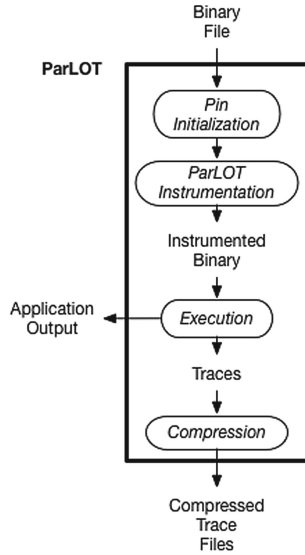 Binary
File
ParLOT
Pin
Initialization
ParLOT
Instrumentation
Instrumented
Binary
Application
Output
Execution
Traces
Compression
Compressed
Trace
Files